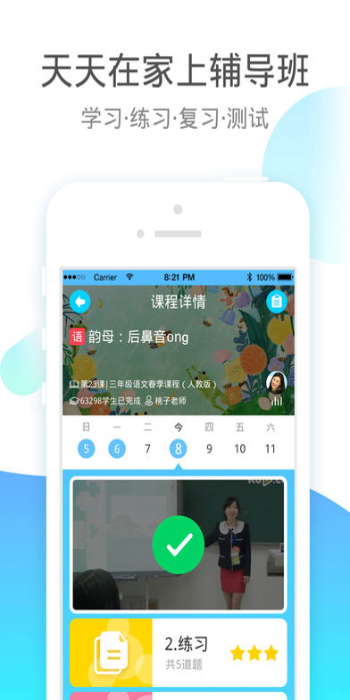 天天在家上辅导班
学习·练习·复习·测试
Carrier 8:21 PM 100%
课程详情
语 韵母：后鼻音ong
第23课|三年级语文春季课程（人教版）
63298学生已完成 桃子老师
日 一 二 今 四 五 六
5 6 7 8 9 10 11
2.练习
共5道题